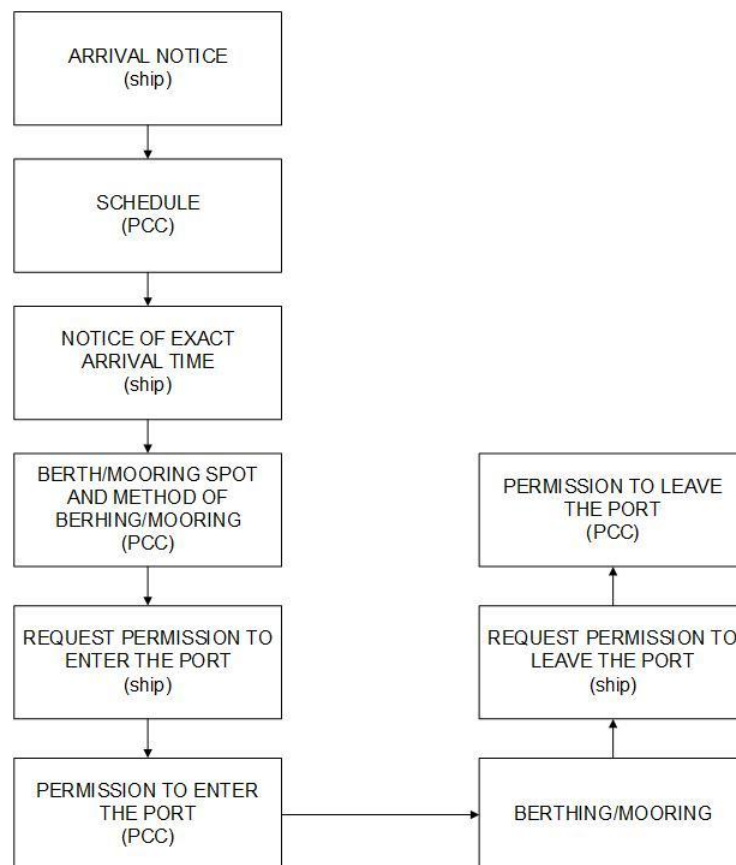 ARRIVAL NOTICE
(ship)
SCHEDULE
(PCC)
NOTICE OF EXACT
ARRIVAL TIME
(ship)
BERTH/MOORING SPOT
AND METHOD OF
BERHING/MOORING
(PCC)
REQUEST PERMISSION TO
ENTER THE PORT
(ship)
PERMISSION TO ENTER
THE PORT
(PCC)
BERTHING/MOORING
REQUEST PERMISSION TO
LEAVE THE PORT
(ship)
PERMISSION TO LEAVE
THE PORT
(PCC)